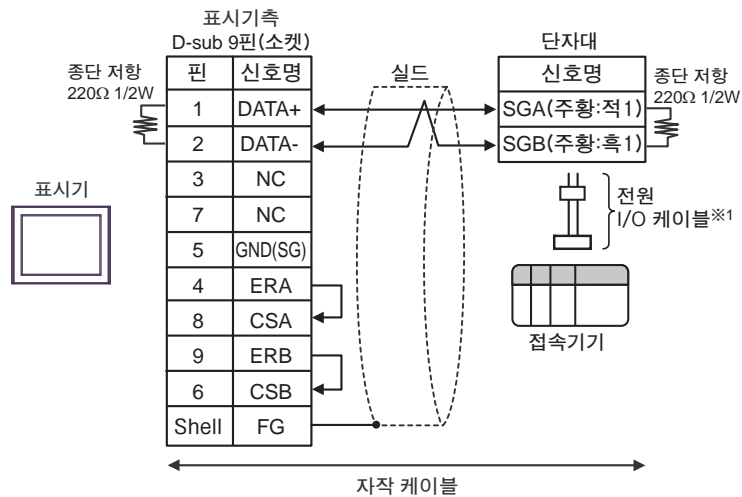 표시기측
D-sub 9핀(소켓)
단자대
종단 저항
220Ω 1/2W
핀 신호명
실드
신호명
종단 저항
220Ω 1/2W
1 DATA+
SGA(주황:적1)
2 DATA-
SGB(주황:흑1)
3 NC
표시기
7 NC
전원
I/O 케이블※1
5 GND(SG)
4 ERA
8 CSA
접속기기
9 ERB
6 CSB
Shell FG
자작 케이블